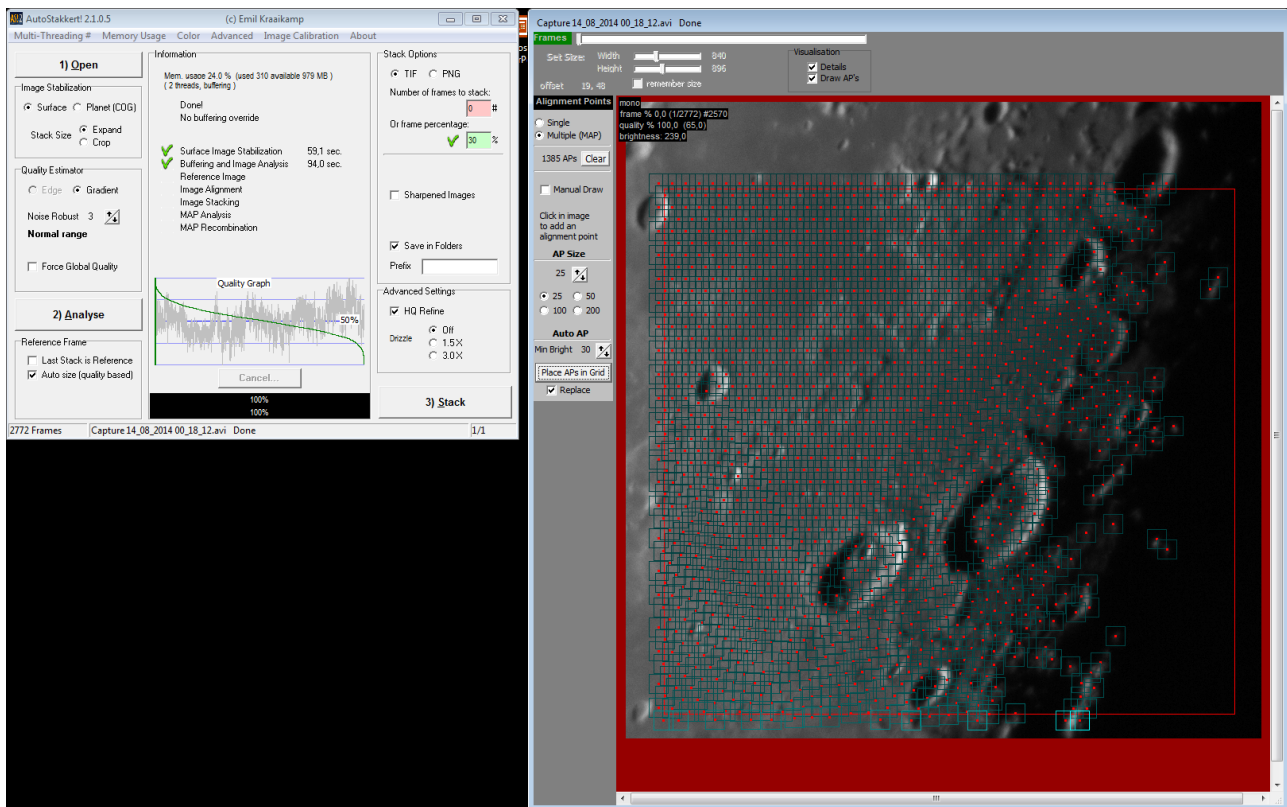 AutoStakkert! 2.1.0.5 (c) Emil Kraaikamp
Multi-Threading # Memory Usage Color Advanced Image Calibration About
1) Open
Image Stabilization
Surface Planet (COG)
Stack Size Expand
Crop
Quality Estimator
Edge Gradient
Noise Robust 3
Normal range
Force Global Quality
2) Analyse
Reference Frame
Last Stack is Reference
Auto size (quality based)
Information
Mem. usage 24.0 % (used 310 available 979 MB )
( 2 threads, buffering )
Done!
No buffering override
Surface Image Stabilization 59,1 sec.
Buffering and Image Analysis 94,0 sec.
Reference Image
Image Alignment
Image Stacking
MAP Analysis
MAP Recombination
Quality Graph
50%
Cancel...
100%
100%
Stack Options
TIF PNG
Number of frames to stack:
0 #
Or frame percentage:
30 %
Sharpened Images
Save in Folders
Prefix
Advanced Settings
HQ Refine
Drizzle Off
1.5 X
3.0 X
3) Stack
2772 Frames Capture 14_08_2014 00_18_12.avi Done 1/1
Capture 14_08_2014 00_18_12.avi Done
Frames
Set Size: Width 840
Height 896
offset 19, 48 remember size
Visualisation
Details
Draw AP's
Alignment Points
Single
Multiple (MAP)
1385 APs Clear
Manual Draw
Click in image
to add an
alignment point
AP Size
25
25 50
100 200
Auto AP
Min Bright 30
Place APs in Grid
Replace
mono
frame % 0,0 (1/2772) #2570
quality % 100,0 (65,0)
brightness: 239,0